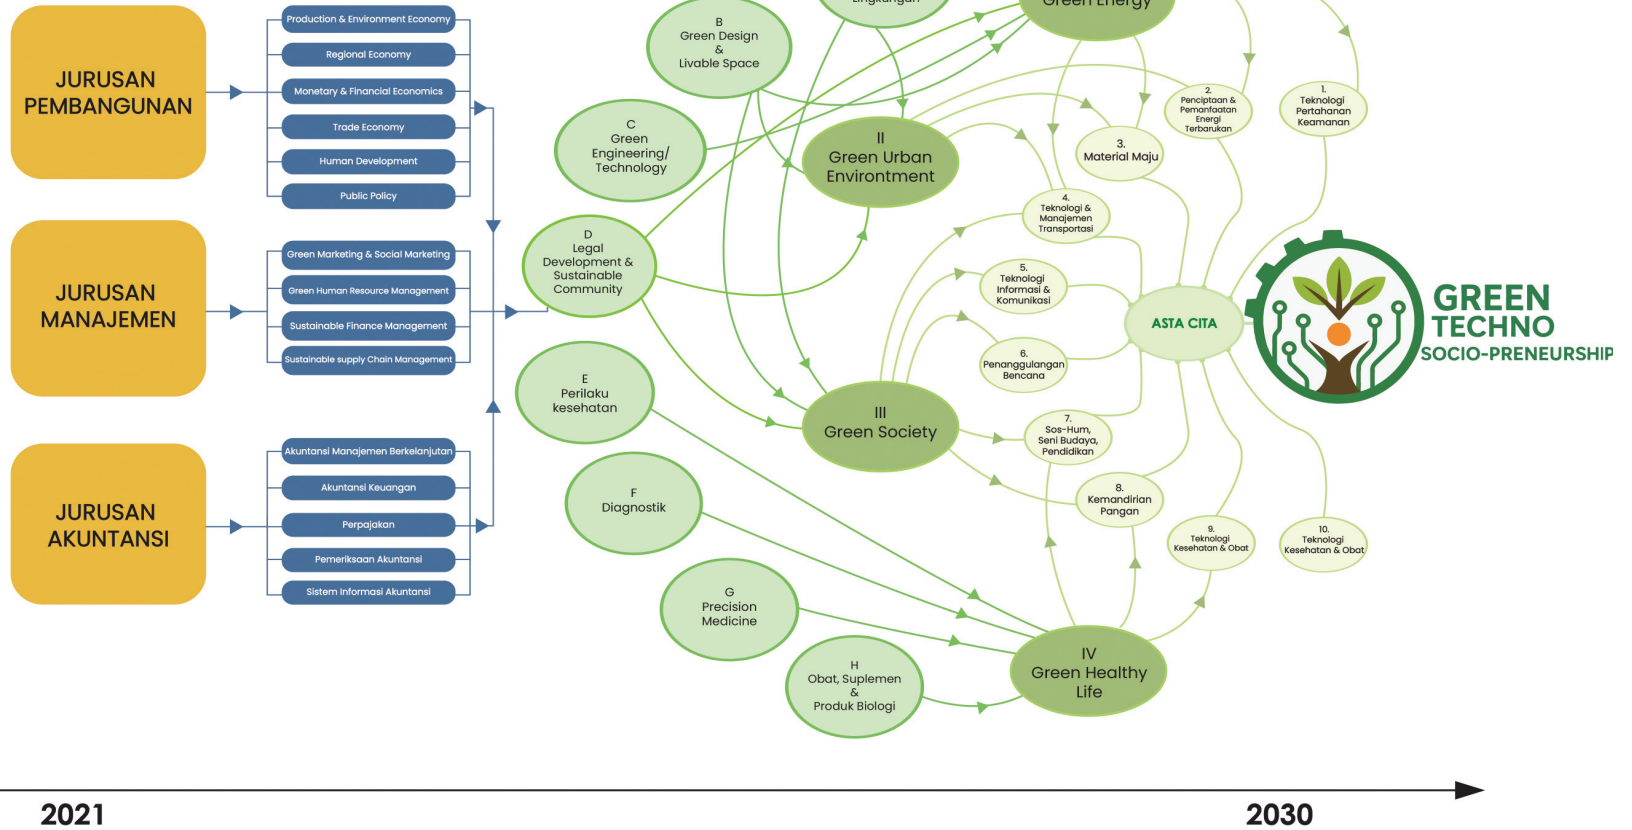 JURUSAN
PEMBANGUNAN
Production & Environment Economy
Regional Economy
Monetary & Financial Economics
Trade Economy
Human Development
Public Policy
JURUSAN
MANAJEMEN
Green Marketing & Social Marketing
Green Human Resource Management
Sustainable Finance Management
Sustainable supply Chain Management
JURUSAN
AKUNTANSI
Akuntansi Manajemen Berkelanjutan
Akuntansi Keuangan
Perpajakan
Pemeriksaan Akuntansi
Sistem Informasi Akuntansi
Lingkungan
B
Green Design
&
Livable Space
C
Green
Engineering/
Technology
D
Legal
Development &
Sustainable
Community
E
Perilaku
kesehatan
F
Diagnostik
G
Precision
Medicine
H
Obat, Suplemen
&
Produk Biologi
Green Energy
II
Green Urban
Environtment
III
Green Society
IV
Green Healthy
Life
1.
Teknologi
Pertahanan
Keamanan
2.
Penciptaan &
Pemanfaatan
Energi
Terbarukan
3.
Material Maju
4.
Teknologi &
Manajemen
Transportasi
5.
Teknologi
Informasi &
Komunikasi
6.
Penanggulangan
Bencana
7.
Sos-Hum,
Seni Budaya,
Pendidikan
8.
Kemandirian
Pangan
9.
Teknologi
Kesehatan & Obat
10.
Teknologi
Kesehatan & Obat
ASTA CITA
GREEN
TECHNO
SOCIO-PRENEURSHIP
2021
2030